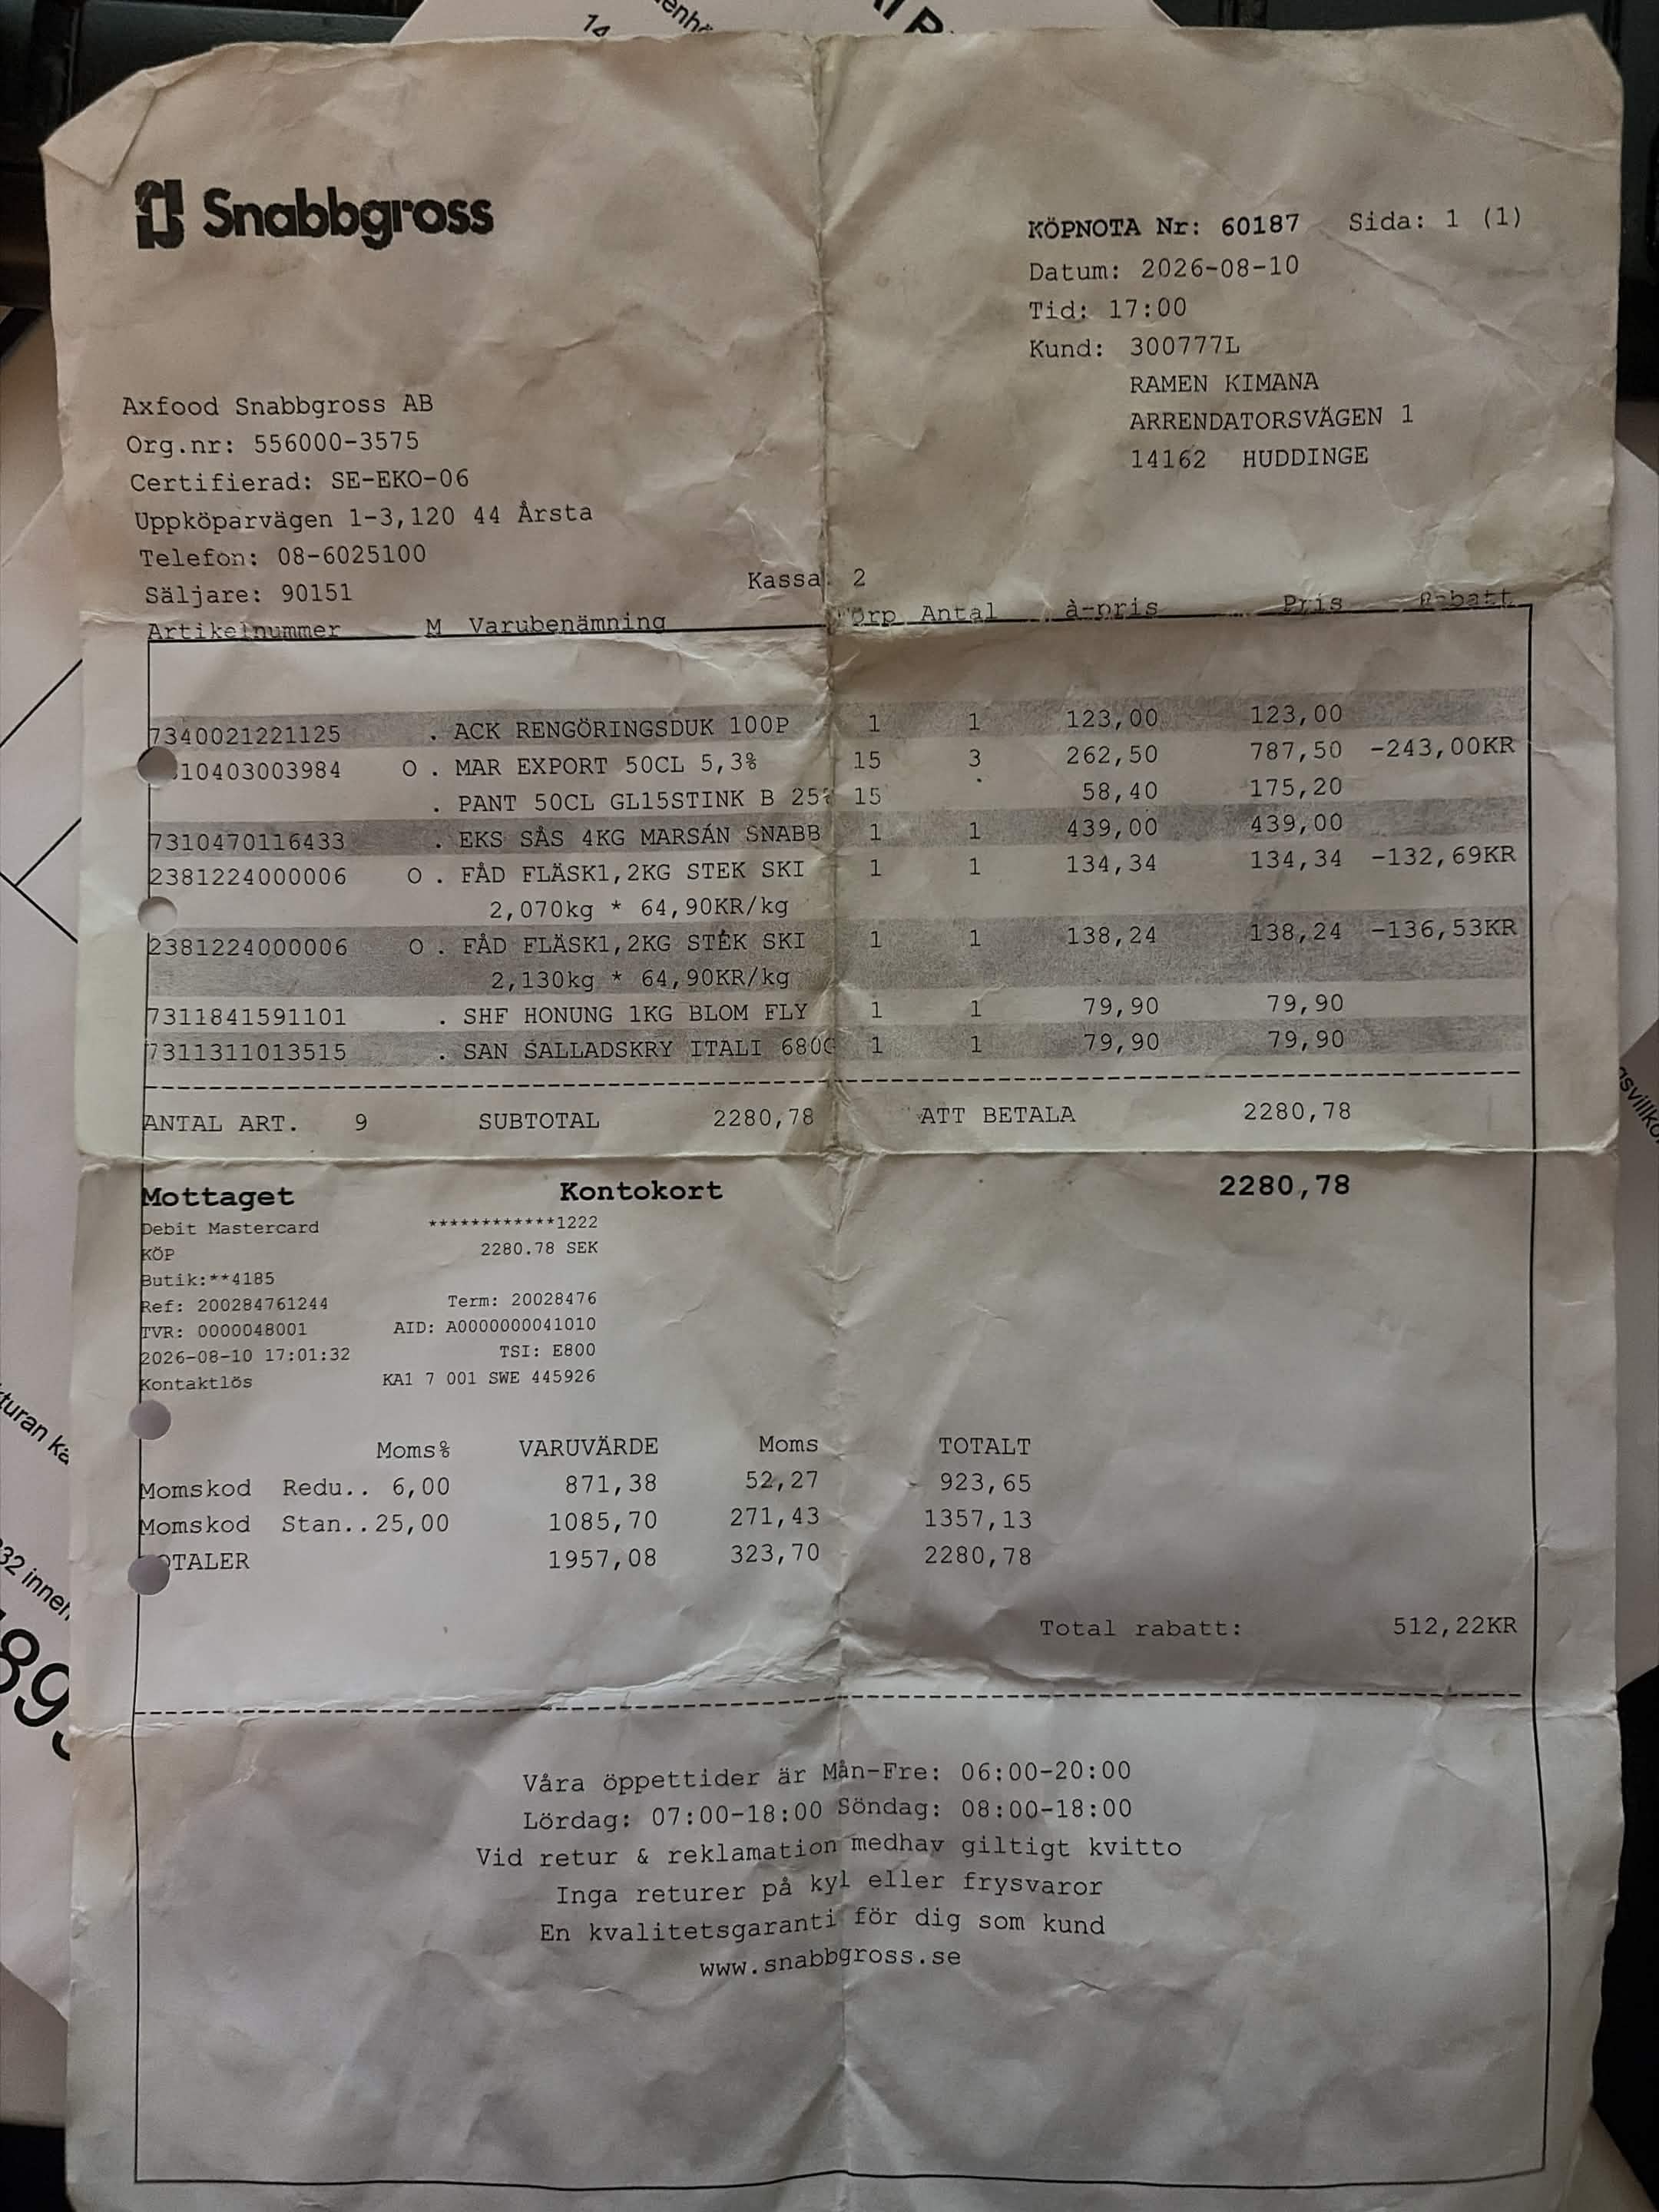 Snabbgross
KÖPNOTA Nr: 60187 Sida: 1 (1)
Datum: 2026-08-10
Tid: 17:00
Kund: 300777L
RAMEN KIMANA
ARRENDATORSVÄGEN 1
14162 HUDDINGE
Axfood Snabbgross AB
Org.nr: 556000-3575
Certifierad: SE-EKO-06
Uppköparvägen 1-3, 120 44 Årsta
Telefon: 08-6025100
Säljare: 90151
Kassa: 2
Artikelnummer M Varubenämning Antal à-pris Pris Rabatt
7340021221125 . ACK RENGÖRINGSDUK 100P 1 1 123,00 123,00
10403003984 O . MAR EXPORT 50CL 5,3% 15 3 262,50 787,50 -243,00KR
. PANT 50CL GL15STINK B 25% 15 58,40 175,20
7310470116433 . EKS SÅS 4KG MARSÁN SNABB 1 1 439,00 439,00
2381224000006 O . FÅD FLÄSK1,2KG STEK SKI 1 1 134,34 134,34 -132,69KR
2,070kg * 64,90KR/kg
2381224000006 O . FÅD FLÄSK1,2KG STEK SKI 1 1 138,24 138,24 -136,53KR
2,130kg * 64,90KR/kg
7311841591101 . SHF HONUNG 1KG BLOM FLY 1 1 79,90 79,90
7311311013515 . SAN SALLADSKRY ITALI 680G 1 1 79,90 79,90
ANTAL ART. 9 SUBTOTAL 2280,78 ATT BETALA 2280,78
Mottaget Kontokort 2280,78
Debit Mastercard ************1222
KÖP 2280.78 SEK
Butik:**4185
Ref: 200284761244 Term: 20028476
TVR: 0000048001 AID: A0000000041010
2026-08-10 17:01:32 TSI: E800
Kontaktlös KA1 7 001 SWE 445926
Moms% VARUVÄRDE Moms TOTALT
Momskod Redu.. 6,00 871,38 52,27 923,65
Momskod Stan..25,00 1085,70 271,43 1357,13
TOTALER 1957,08 323,70 2280,78
Total rabatt: 512,22KR
Våra öppettider är Mån-Fre: 06:00-20:00
Lördag: 07:00-18:00 Söndag: 08:00-18:00
Vid retur & reklamation medhav giltigt kvitto
Inga returer på kyl eller frysvaror
En kvalitetsgaranti för dig som kund
www.snabbgross.se